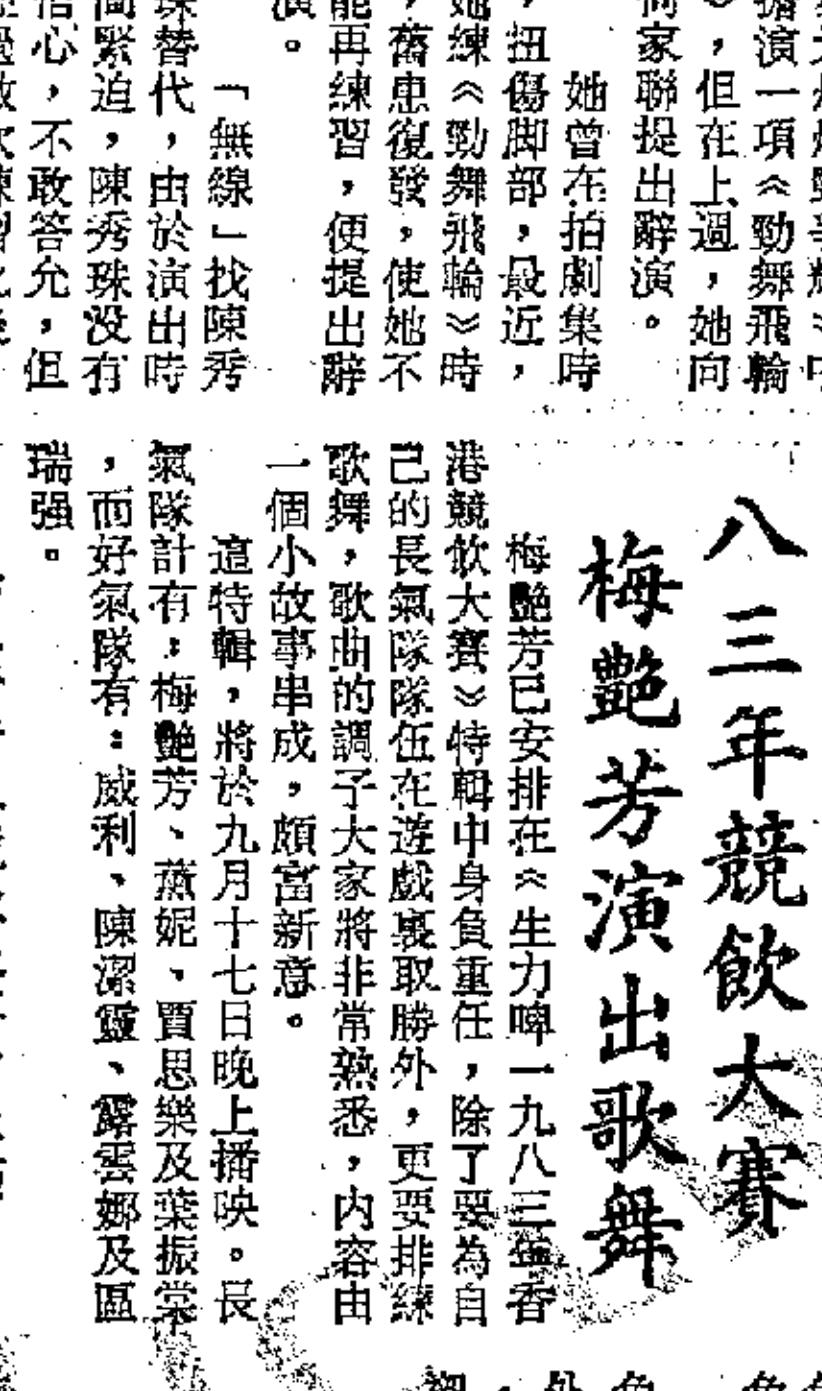 擔演一項《勁舞飛輪
》，但在上週，她向
何家聯提出辭演。
她曾在拍劇集時
，扭傷脚部，最近，
她練《勁舞飛輪》時
，舊患復發，使她不
能再練習，便提出辭
演。
「無線」找陳秀
珠替代，由於演出時
間緊迫，陳秀珠没有
信心，不敢答允，但
八三年競飲大賽
梅艷芳演出歌舞
梅艷芳已安排在《生力啤一九八三年香
港競飲大賽》特輯中身負重任，除了要為自
己的長氣隊隊伍在遊戲裏取勝外，更要排練
歌舞，歌曲的調子大家將非常熟悉，内容由
一個小故事串成，頗富新意。
這特輯，將於九月十七日晚上播映。長
氣隊計有：梅艷芳、薰妮、賈思樂及葉振棠
，而好氣隊有：威利、陳潔靈、露雲娜及區
瑞强。